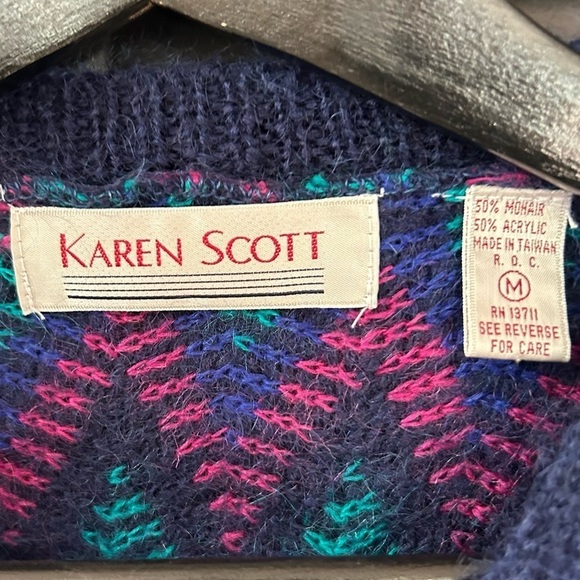 KAREN SCOTT
50% MOHAIR
50% ACRYLIC
MADE IN TAIWAN
R. O. C.
M
RN 13711
SEE REVERSE
FOR CARE